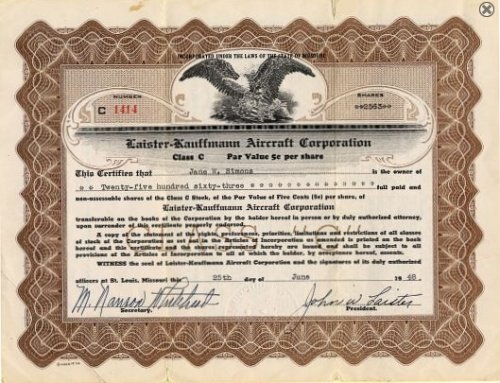 INCORPORATED UNDER THE LAWS OF THE STATE OF MISSOURI
NUMBER
C 1414
SHARES
**2563**
Laister-Kauffmann Aircraft Corporation
Class C Par Value 5c per share
This Certifies that Jane W. Simons is the owner of
* * Twenty-five hundred sixty-three * * * * * * * * * * * * full paid and
non-assessable shares of the Class C Stock, of the Par Value of Five Cents (5c) per share, of
Laister-Kauffmann Aircraft Corporation
transferable on the books of the Corporation by the holder hereof in person or by duly authorized attorney,
upon surrender of this certificate properly endorsed.
A copy of the statement of the rights, preferences, priorities, limitations and restrictions of all classes
of stock of the Corporation as set out in the Articles of Incorporation as amended is printed on the back
hereof and this certificate and the shares represented hereby are issued and shall be subject to all
provisions of the Articles of Incorporation to all of which the holder, by acceptance hereof, assents.
WITNESS the seal of Laister-Kauffmann Aircraft Corporation and the signatures of its duly authorized
officers at St. Louis, Missouri this 25th day of June 1948
M.
John W. Laister
Secretary.
President.